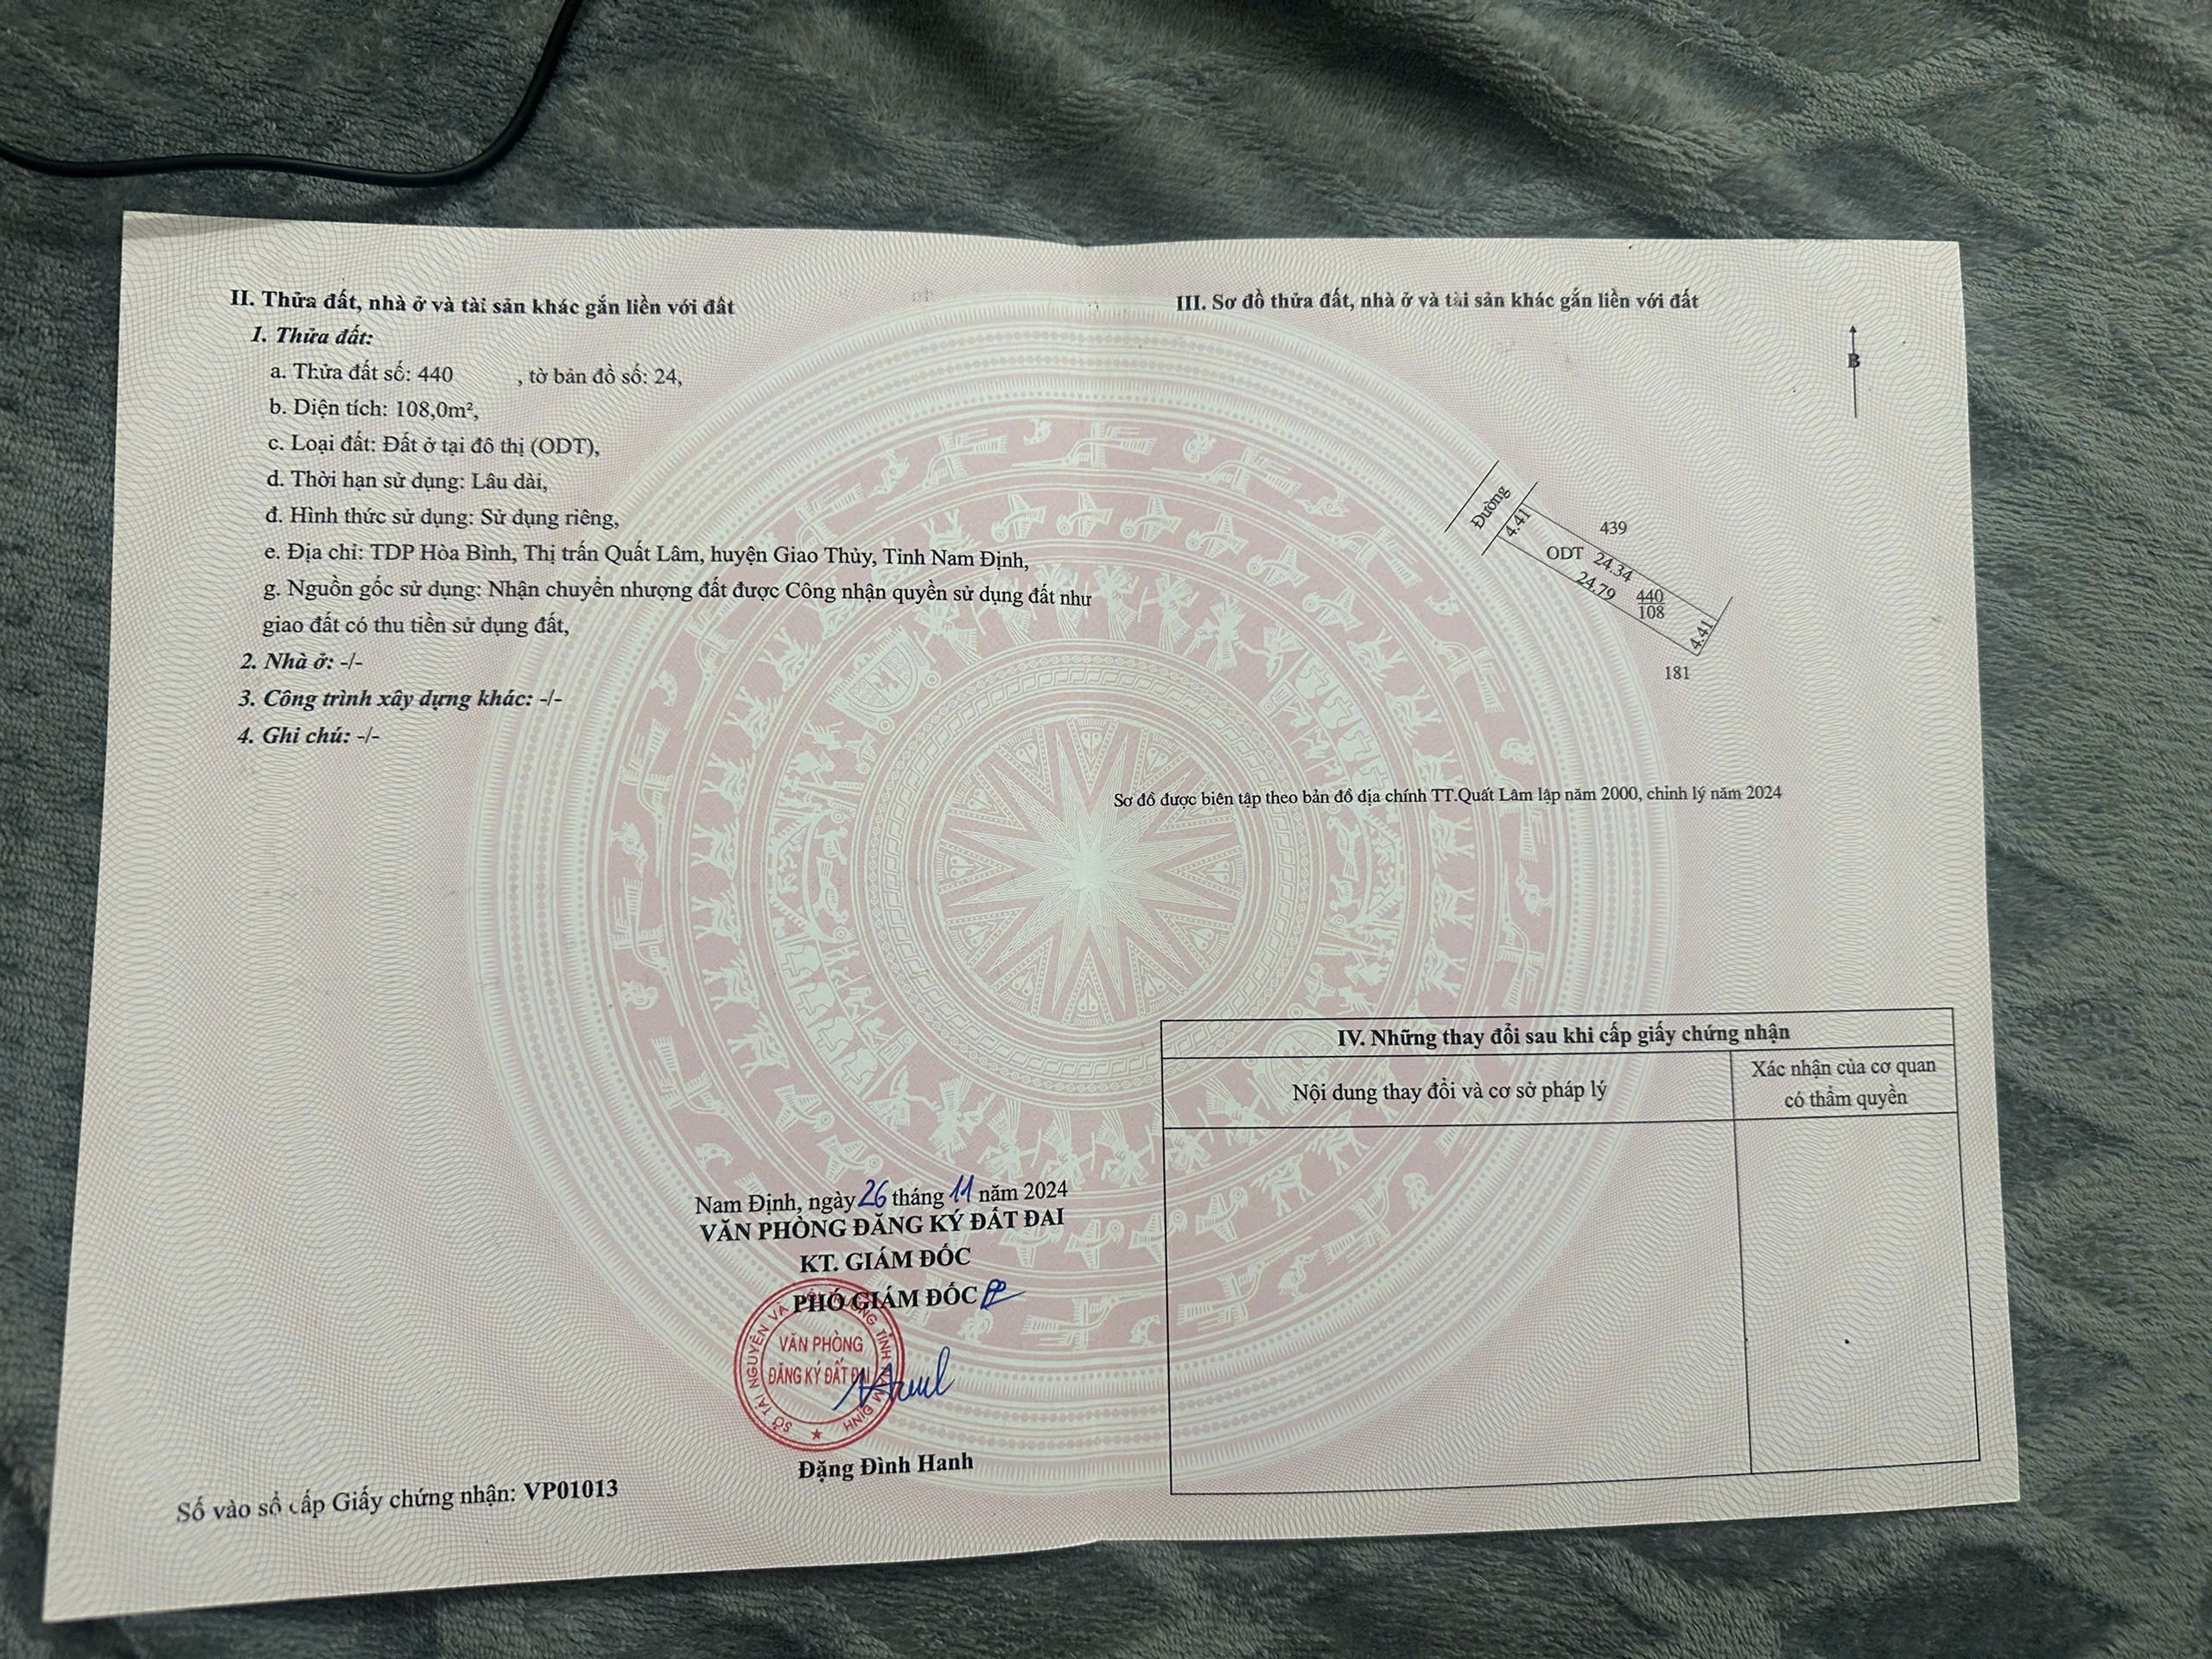 II. Thửa đất, nhà ở và tài sản khác gắn liền với đất
1. Thửa đất:
a. Thửa đất số: 440 , tờ bản đồ số: 24,
b. Diện tích: 108,0m²,
c. Loại đất: Đất ở tại đô thị (ODT),
d. Thời hạn sử dụng: Lâu dài,
đ. Hình thức sử dụng: Sử dụng riêng,
e. Địa chỉ: TDP Hòa Bình, Thị trấn Quất Lâm, huyện Giao Thủy, Tỉnh Nam Định,
g. Nguồn gốc sử dụng: Nhận chuyển nhượng đất được Công nhận quyền sử dụng đất như
giao đất có thu tiền sử dụng đất,
2. Nhà ở: -/-
3. Công trình xây dựng khác: -/-
4. Ghi chú: -/-
Nam Định, ngày 26 tháng 11 năm 2024
VĂN PHÒNG ĐĂNG KÝ ĐẤT ĐAI
KT. GIÁM ĐỐC
PHÓ GIÁM ĐỐC
VĂN PHÒNG
ĐĂNG KÝ ĐẤT ĐAI
SỞ TÀI NGUYÊN VÀ MÔI TRƯỜNG TỈNH NAM ĐỊNH
Đặng Đình Hanh
Số vào sổ cấp Giấy chứng nhận: VP01013
III. Sơ đồ thửa đất, nhà ở và tài sản khác gắn liền với đất
B
Đường
4.41
439
ODT
24.34
24.79
440
108
4.41
181
Sơ đồ được biên tập theo bản đồ địa chính TT.Quất Lâm lập năm 2000, chỉnh lý năm 2024
IV. Những thay đổi sau khi cấp giấy chứng nhận
Nội dung thay đổi và cơ sở pháp lý
Xác nhận của cơ quan
có thẩm quyền